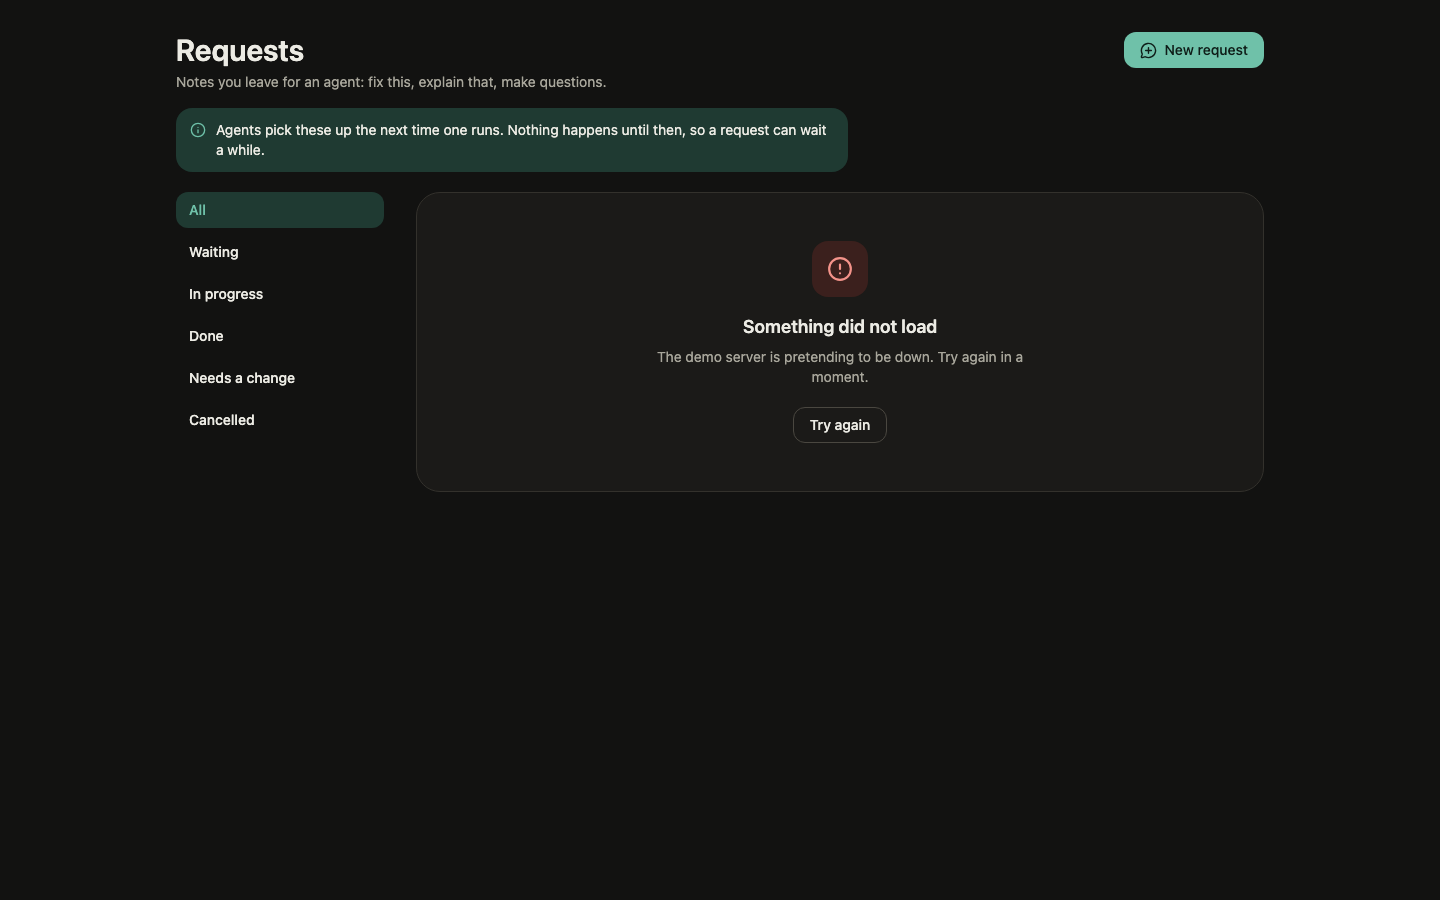 Requests
New request
Notes you leave for an agent: fix this, explain that, make questions.
Agents pick these up the next time one runs. Nothing happens until then, so a request can wait
a while.
All
Waiting
In progress
Done
Needs a change
Cancelled
Something did not load
The demo server is pretending to be down. Try again in a
moment.
Try again